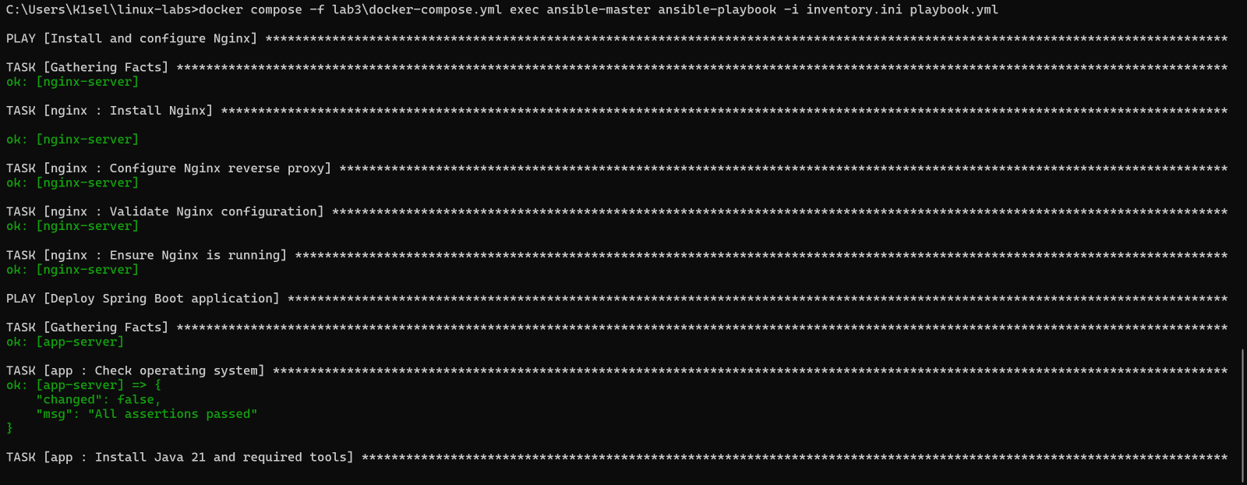 C:\Users\K1sel\linux-labs>docker compose -f lab3\docker-compose.yml exec ansible-master ansible-playbook -i inventory.ini playbook.yml
PLAY [Install and configure Nginx] **********************************************************************************************************************************
TASK [Gathering Facts] **********************************************************************************************************************************************
ok: [nginx-server]
TASK [nginx : Install Nginx] ****************************************************************************************************************************************
ok: [nginx-server]
TASK [nginx : Configure Nginx reverse proxy] ************************************************************************************************************************
ok: [nginx-server]
TASK [nginx : Validate Nginx configuration] *************************************************************************************************************************
ok: [nginx-server]
TASK [nginx : Ensure Nginx is running] ******************************************************************************************************************************
ok: [nginx-server]
PLAY [Deploy Spring Boot application] *******************************************************************************************************************************
TASK [Gathering Facts] **********************************************************************************************************************************************
ok: [app-server]
TASK [app : Check operating system] *********************************************************************************************************************************
ok: [app-server] => {
    "changed": false,
    "msg": "All assertions passed"
}
TASK [app : Install Java 21 and required tools] *********************************************************************************************************************